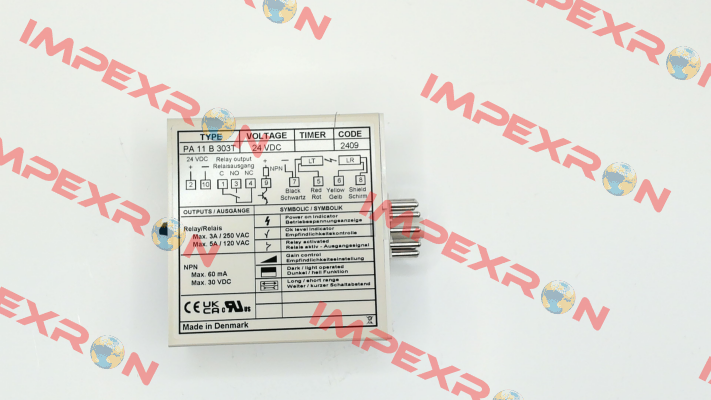 IMPEXRON
TYPE VOLTAGE TIMER CODE
PA 11 B 303T 24 VDC 2409
24 VDC Relay output
Relaisausgang
+ - C NO NC + NPN - LT LR
2 10 1 3 4 9 7 5 6 8
Black Red Yellow Shield
Schwartz Rot Gelb Schirm
OUTPUTS / AUSGÄNGE
Relay/Relais
Max. 3A / 250 VAC
Max. 5A / 120 VAC
NPN
Max. 60 mA
Max. 30 VDC
SYMBOLIC / SYMBOLIK
Power on indicator
Betriebespannungsanzeige
Ok level indicator
Empfindlichkeitskontrolle
Relay activated
Relais aktiv - Ausgangssignal
Gain control
Empfindlichkeitseinstellung
Dark / light operated
Dunkel / hell Funktion
Long / short range
Weiter / kurzer Schaltabstand
CE UK CA c RU us
Made in Denmark
IMPEXRON
IMPEXRON
IMPEXRON
IMPEXRON
IMPEXRON
IMPEXRON